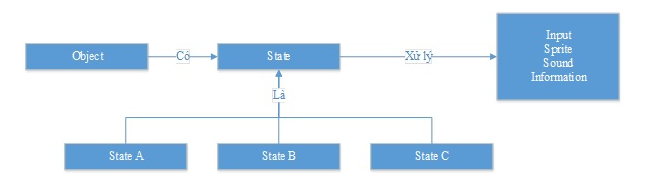 Object
Có
State
Xử lý
Input
Sprite
Sound
Information
Là
State A
State B
State C